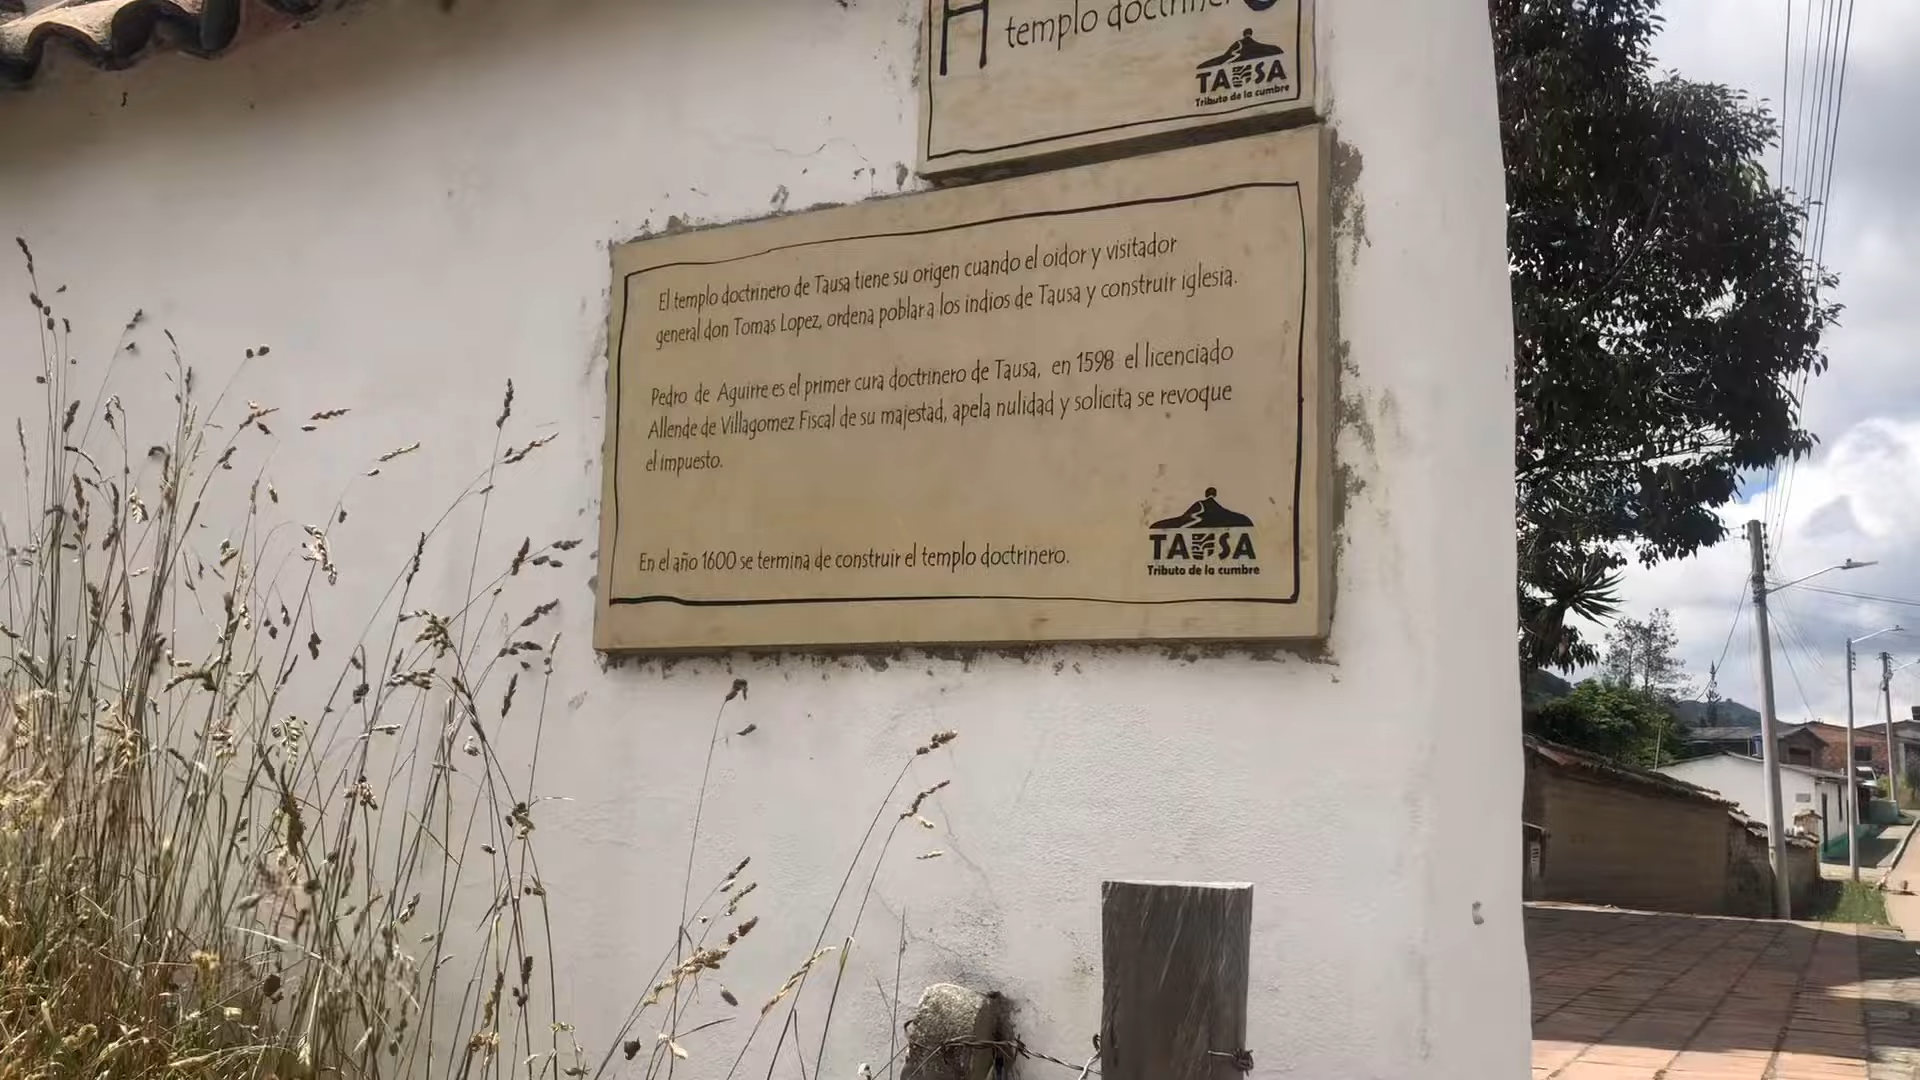 H templo doctrinero
TAUSA
Tributo de la cumbre
El templo doctrinero de Tausa tiene su origen cuando el oidor y visitador
general don Tomas Lopez, ordena poblar a los indios de Tausa y construir iglesia.
Pedro de Aguirre es el primer cura doctrinero de Tausa, en 1598 el licenciado
Allende de Villagomez Fiscal de su majestad, apela nulidad y solicita se revoque
el impuesto.
En el año 1600 se termina de construir el templo doctrinero.
TAUSA
Tributo de la cumbre